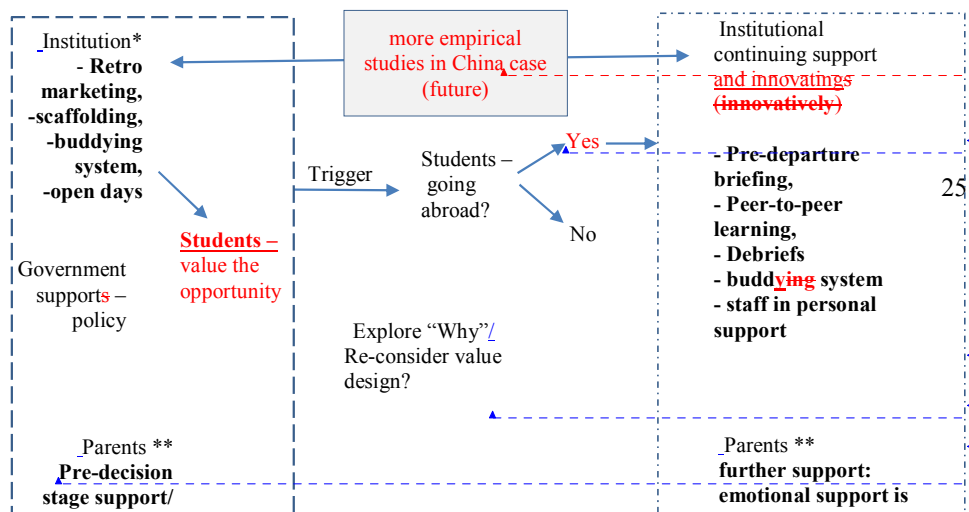 Institution*
- Retro
marketing,
-scaffolding,
-buddying
system,
-open days
Students –
value the
opportunity
Government
supports –
policy
Parents **
Pre-decision
stage support/
more empirical
studies in China case
(future)
Trigger
Students –
going
abroad?
Yes
No
Explore “Why”/
Re-consider value
design?
Institutional
continuing support
and innovatings
(innovatively)
- Pre-departure
briefing,
- Peer-to-peer
learning,
- Debriefs
- buddying system
- staff in personal
support
Parents **
further support:
emotional support is
25